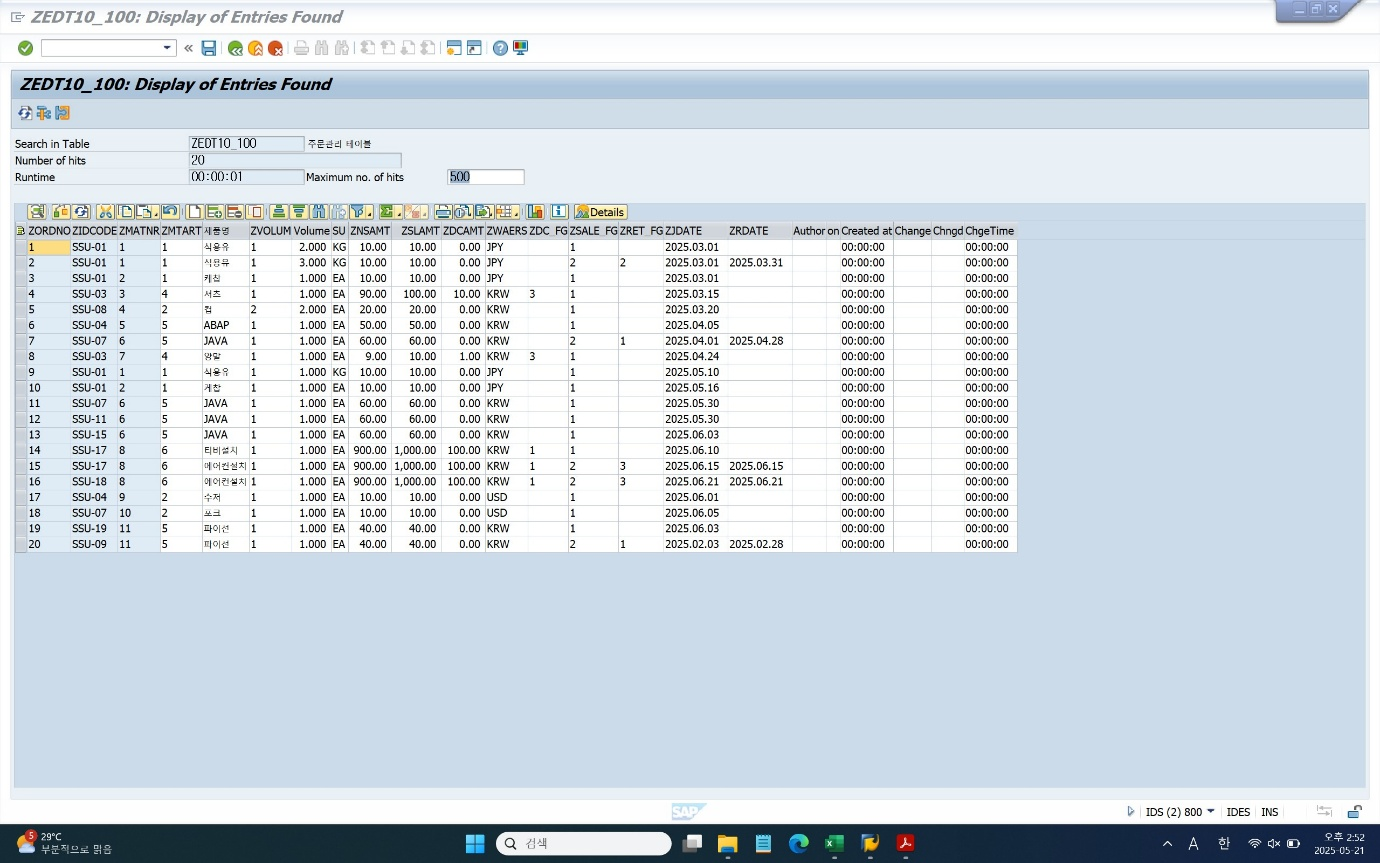 ZEDT10_100: Display of Entries Found
ZEDT10_100: Display of Entries Found
Search in Table ZEDT10_100 주문관리 테이블
Number of hits 20
Runtime 00:00:01 Maximum no. of hits 500
Details
ZORDNO ZIDCODE ZMATNR ZMTART 제품명 ZVOLUM Volume SU ZNSAMT ZSLAMT ZDCAMT ZWAERS ZDC_FG ZSALE_FG ZRET_FG ZJDATE ZRDATE Author on Created at Change Chngd ChgeTime
1 SSU-01 1 1 식용유 1 2.000 KG 10.00 10.00 0.00 JPY 1 2025.03.01 00:00:00 00:00:00
2 SSU-01 1 1 식용유 1 3.000 KG 10.00 10.00 0.00 JPY 2 2 2025.03.01 2025.03.31 00:00:00 00:00:00
3 SSU-01 2 1 케찹 1 1.000 EA 10.00 10.00 0.00 JPY 1 2025.03.01 00:00:00 00:00:00
4 SSU-03 3 4 셔츠 1 1.000 EA 90.00 100.00 10.00 KRW 3 1 2025.03.15 00:00:00 00:00:00
5 SSU-08 4 2 컵 2 2.000 EA 20.00 20.00 0.00 KRW 1 2025.03.20 00:00:00 00:00:00
6 SSU-04 5 5 ABAP 1 1.000 EA 50.00 50.00 0.00 KRW 1 2025.04.05 00:00:00 00:00:00
7 SSU-07 6 5 JAVA 1 1.000 EA 60.00 60.00 0.00 KRW 2 1 2025.04.01 2025.04.28 00:00:00 00:00:00
8 SSU-03 7 4 양말 1 1.000 EA 9.00 10.00 1.00 KRW 3 1 2025.04.24 00:00:00 00:00:00
9 SSU-01 1 1 식용유 1 1.000 KG 10.00 10.00 0.00 JPY 1 2025.05.10 00:00:00 00:00:00
10 SSU-01 2 1 1 1.000 EA 10.00 10.00 0.00 JPY 1 2025.05.16 00:00:00 00:00:00
11 SSU-07 6 5 JAVA 1 1.000 EA 60.00 60.00 0.00 KRW 1 2025.05.30 00:00:00 00:00:00
12 SSU-11 6 5 JAVA 1 1.000 EA 60.00 60.00 0.00 KRW 1 2025.05.30 00:00:00 00:00:00
13 SSU-15 6 5 JAVA 1 1.000 EA 60.00 60.00 0.00 KRW 1 2025.06.03 00:00:00 00:00:00
14 SSU-17 8 6 티비설치 1 1.000 EA 900.00 1,000.00 100.00 KRW 1 1 2025.06.10 00:00:00 00:00:00
15 SSU-17 8 6 에어컨설치 1 1.000 EA 900.00 1,000.00 100.00 KRW 1 2 3 2025.06.15 2025.06.15 00:00:00 00:00:00
16 SSU-18 8 6 에어컨설치 1 1.000 EA 900.00 1,000.00 100.00 KRW 1 2 3 2025.06.21 2025.06.21 00:00:00 00:00:00
17 SSU-04 9 2 수저 1 1.000 EA 10.00 10.00 0.00 USD 1 2025.06.01 00:00:00 00:00:00
18 SSU-07 10 2 포크 1 1.000 EA 10.00 10.00 0.00 USD 1 2025.06.05 00:00:00 00:00:00
19 SSU-19 11 5 파이썬 1 1.000 EA 40.00 40.00 0.00 KRW 1 2025.06.03 00:00:00 00:00:00
20 SSU-09 11 5 파이썬 1 1.000 EA 40.00 40.00 0.00 KRW 2 1 2025.02.03 2025.02.28 00:00:00 00:00:00
SAP
IDS (2) 800 IDES INS
5 29°C
부분적으로 맑음
검색
A 한
오후 2:52
2025-05-21